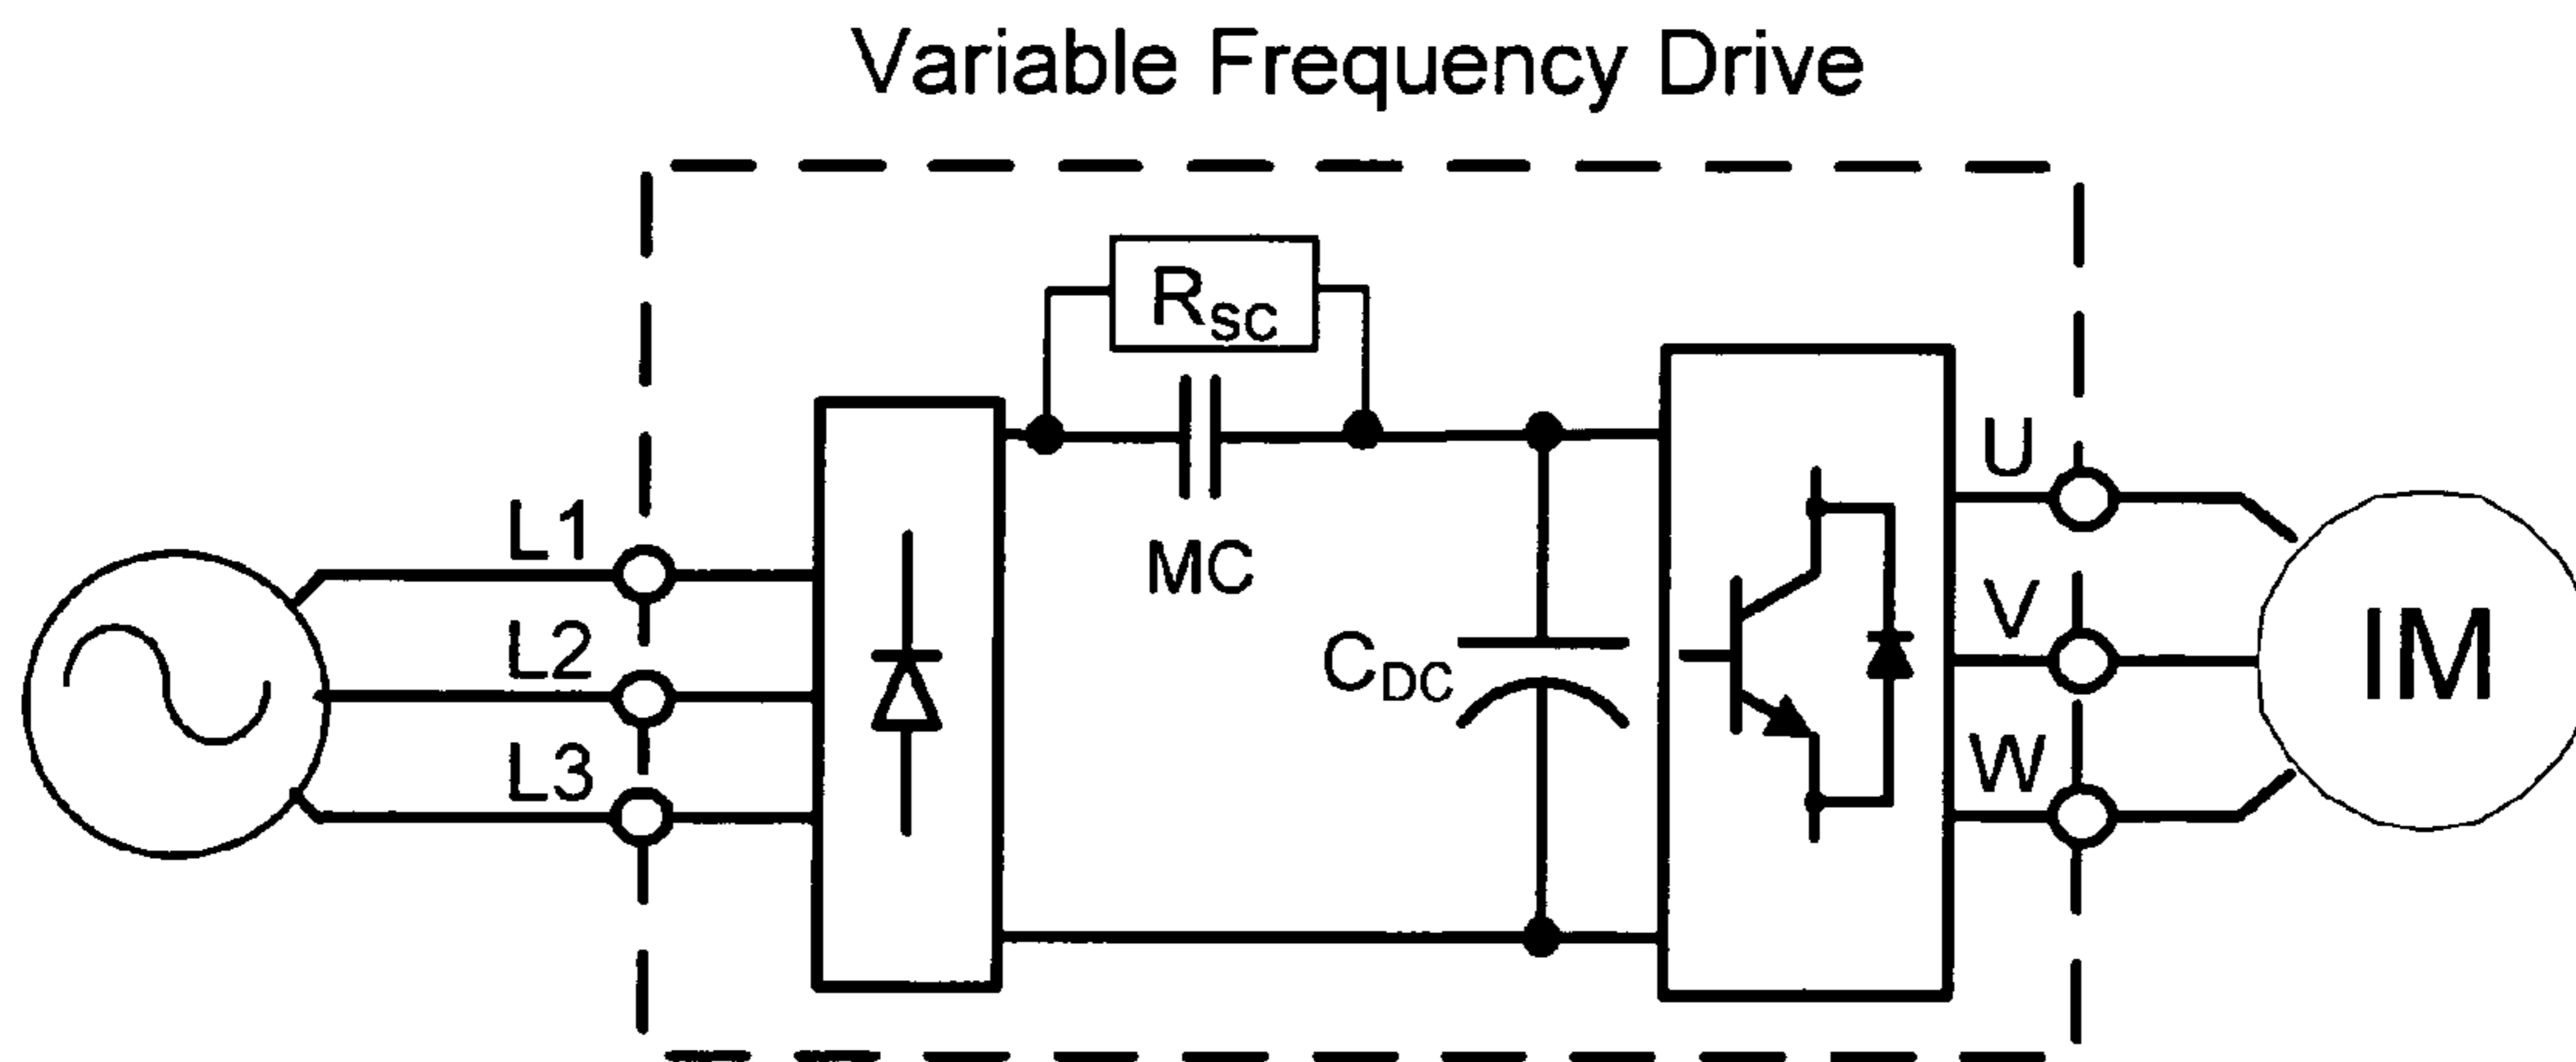 Variable Frequency Drive
RSC
MC
CDC
L1
L2
L3
U
V
W
IM